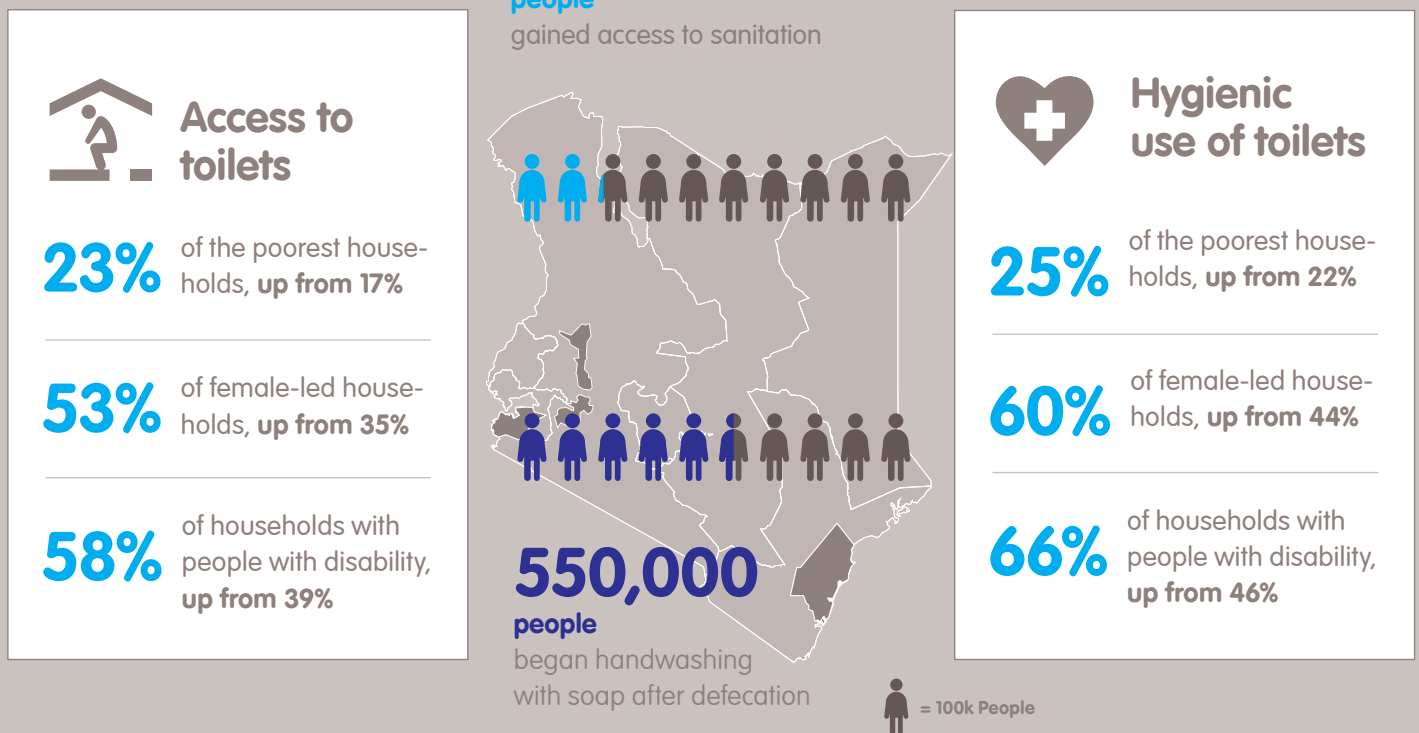 people
gained access to sanitation
Access to
toilets
23%
of the poorest house-
holds, up from 17%
53%
of female-led house-
holds, up from 35%
58%
of households with
people with disability,
up from 39%
550,000
people
began handwashing
with soap after defecation
= 100k People
Hygienic
use of toilets
25%
of the poorest house-
holds, up from 22%
60%
of female-led house-
holds, up from 44%
66%
of households with
people with disability,
up from 46%